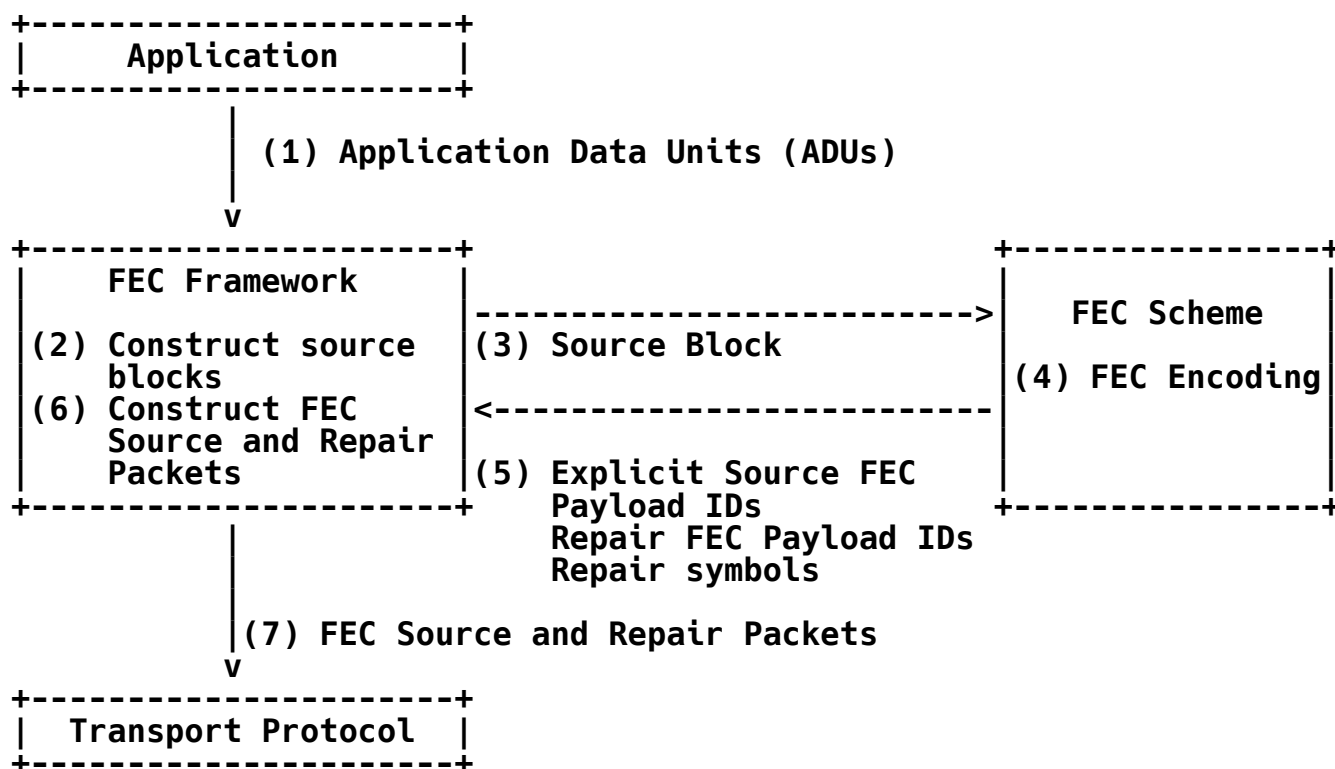 +----------------------+
|     Application      |
+----------------------+
           |
           | (1) Application Data Units (ADUs)
           |
           v
+----------------------+                           +----------------+
|    FEC Framework     |                           |                |
|                      |-------------------------->|   FEC Scheme   |
|(2) Construct source  |(3) Source Block           |                |
|    blocks            |                           |(4) FEC Encoding|
|(6) Construct FEC     |<--------------------------|                |
|    Source and Repair |                           |                |
|    Packets           |(5) Explicit Source FEC    |                |
+----------------------+    Payload IDs            +----------------+
           |                Repair FEC Payload IDs
           |                Repair symbols
           |
           |(7) FEC Source and Repair Packets
           v
+----------------------+
|  Transport Protocol  |
+----------------------+